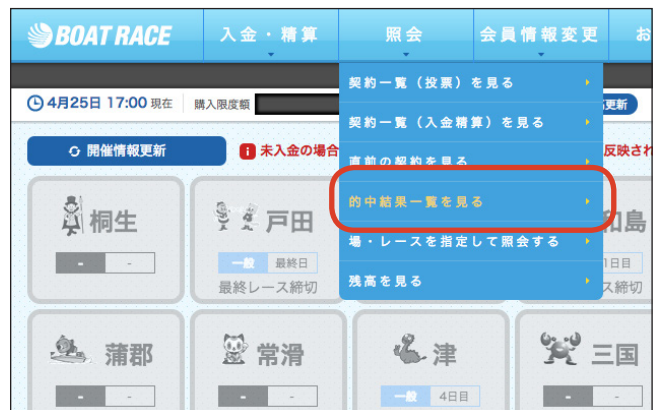 BOAT RACE 入金・精算 照会 会員情報変更 お
4月25日 17:00 現在 購入限度額 更新
契約一覧（投票）を見る
契約一覧（入金精算）を見る
直前の契約を見る
的中結果一覧を見る
場・レースを指定して照会する
残高を見る
開催情報更新 未入金の場合 反映され
桐生 戸田 和島
- - 一般 最終日 1日目
最終レース締切 ス締切
蒲郡 常滑 津 三国
- - - - 一般 4日目 - -